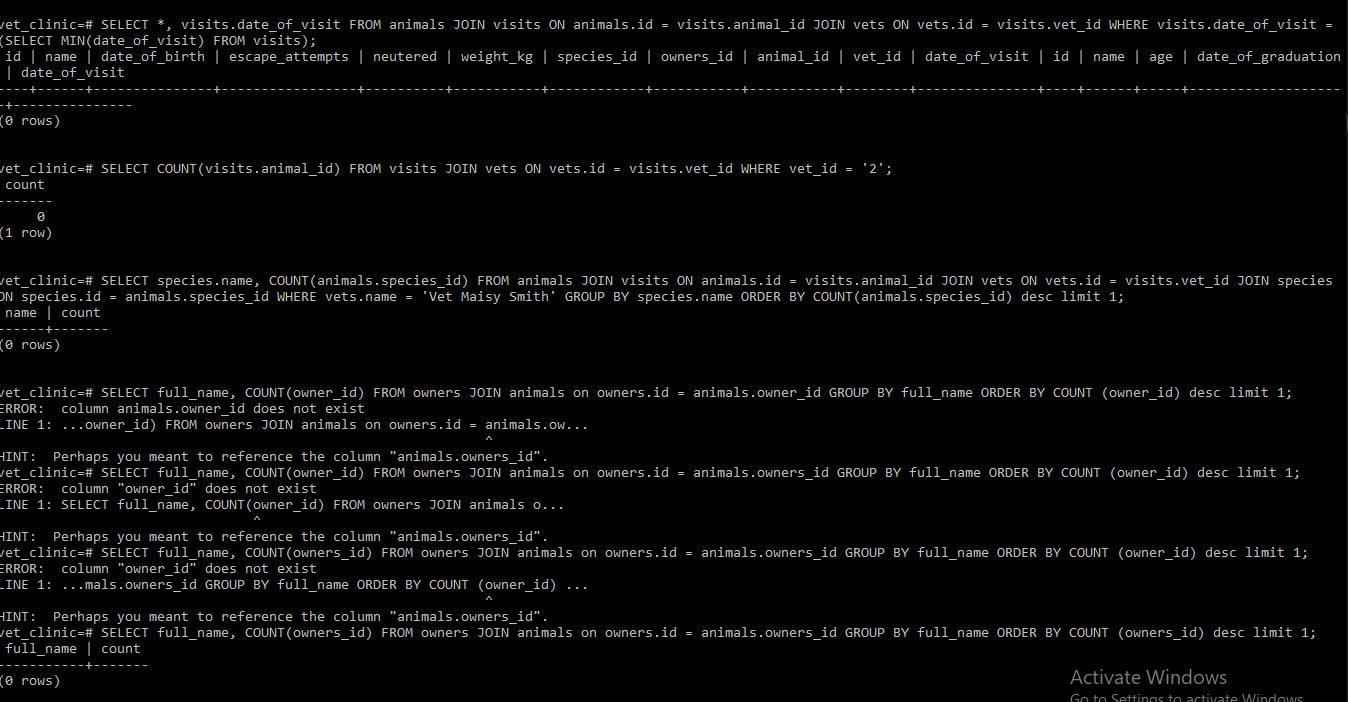 vet_clinic=# SELECT *, visits.date_of_visit FROM animals JOIN visits ON animals.id = visits.animal_id JOIN vets ON vets.id = visits.vet_id WHERE visits.date_of_visit =
(SELECT MIN(date_of_visit) FROM visits);
id | name | date_of_birth | escape_attempts | neutered | weight_kg | species_id | owners_id | animal_id | vet_id | date_of_visit | id | name | age | date_of_graduation
| date_of_visit
----+------+---------------+-----------------+----------+-----------+------------+-----------+-----------+--------+---------------+----+------+-----+-------------------
-+---------------
(0 rows)
vet_clinic=# SELECT COUNT(visits.animal_id) FROM visits JOIN vets ON vets.id = visits.vet_id WHERE vet_id = '2';
count
-------
0
(1 row)
vet_clinic=# SELECT species.name, COUNT(animals.species_id) FROM animals JOIN visits ON animals.id = visits.animal_id JOIN vets ON vets.id = visits.vet_id JOIN species
ON species.id = animals.species_id WHERE vets.name = 'Vet Maisy Smith' GROUP BY species.name ORDER BY COUNT(animals.species_id) desc limit 1;
name | count
------+-------
(0 rows)
vet_clinic=# SELECT full_name, COUNT(owner_id) FROM owners JOIN animals on owners.id = animals.owner_id GROUP BY full_name ORDER BY COUNT (owner_id) desc limit 1;
ERROR:  column animals.owner_id does not exist
LINE 1: ...owner_id) FROM owners JOIN animals on owners.id = animals.ow...
^
HINT:  Perhaps you meant to reference the column "animals.owners_id".
vet_clinic=# SELECT full_name, COUNT(owner_id) FROM owners JOIN animals on owners.id = animals.owners_id GROUP BY full_name ORDER BY COUNT (owner_id) desc limit 1;
ERROR:  column "owner_id" does not exist
LINE 1: SELECT full_name, COUNT(owner_id) FROM owners JOIN animals o...
^
HINT:  Perhaps you meant to reference the column "animals.owners_id".
vet_clinic=# SELECT full_name, COUNT(owners_id) FROM owners JOIN animals on owners.id = animals.owners_id GROUP BY full_name ORDER BY COUNT (owner_id) desc limit 1;
ERROR:  column "owner_id" does not exist
LINE 1: ...mals.owners_id GROUP BY full_name ORDER BY COUNT (owner_id) ...
^
HINT:  Perhaps you meant to reference the column "animals.owners_id".
vet_clinic=# SELECT full_name, COUNT(owners_id) FROM owners JOIN animals on owners.id = animals.owners_id GROUP BY full_name ORDER BY COUNT (owners_id) desc limit 1;
full_name | count
-----------+-------
(0 rows)
Activate Windows
Go to Settings to activate Windows.